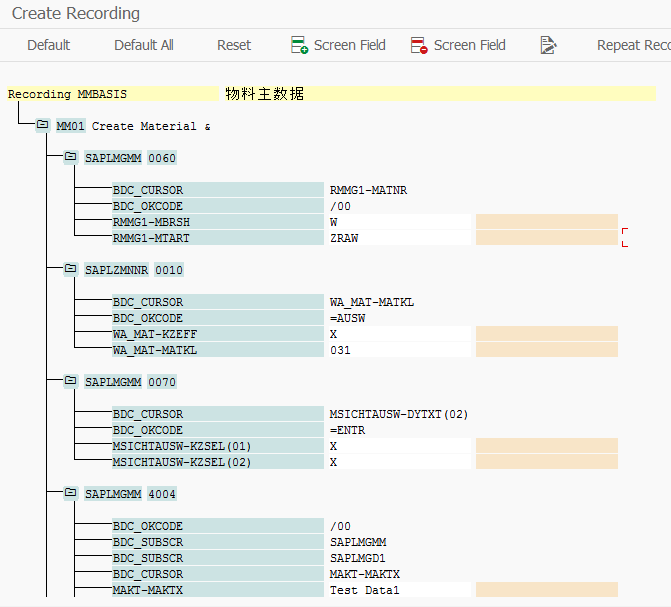 Create Recording
Default Default All Reset Screen Field Screen Field Repeat Reco
Recording MMBASIS 物料主数据
MM01 Create Material &
SAPLMGMM 0060
BDC_CURSOR RMMG1-MATNR
BDC_OKCODE /00
RMMG1-MBRSH W
RMMG1-MTART ZRAW
SAPLZMNNR 0010
BDC_CURSOR WA_MAT-MATKL
BDC_OKCODE =AUSW
WA_MAT-KZEFF X
WA_MAT-MATKL 031
SAPLMGMM 0070
BDC_CURSOR MSICHTAUSW-DYTXT(02)
BDC_OKCODE =ENTR
MSICHTAUSW-KZSEL(01) X
MSICHTAUSW-KZSEL(02) X
SAPLMGMM 4004
BDC_OKCODE /00
BDC_SUBSCR SAPLMGMM
BDC_SUBSCR SAPLMGD1
BDC_CURSOR MAKT-MAKTX
MAKT-MAKTX Test Data1